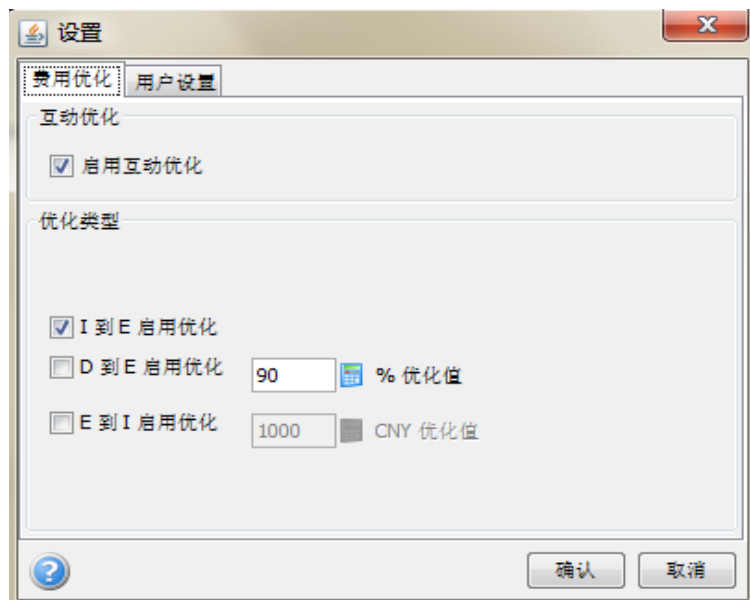 设置
费用优化 用户设置
互动优化
启用互动优化
优化类型
I 到 E 启用优化
D 到 E 启用优化 90 % 优化值
E 到 I 启用优化 1000 CNY 优化值
确认 取消